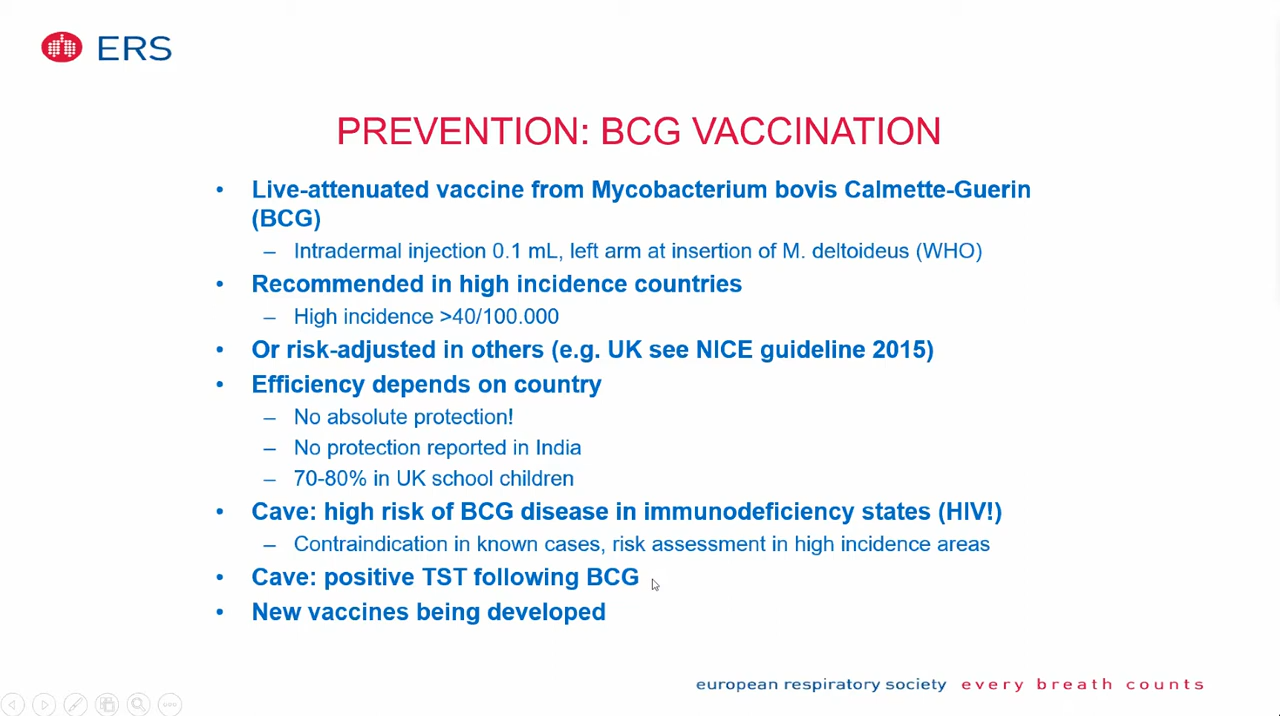 ERS
PREVENTION: BCG VACCINATION
• Live-attenuated vaccine from Mycobacterium bovis Calmette-Guerin
(BCG)
– Intradermal injection 0.1 mL, left arm at insertion of M. deltoideus (WHO)
• Recommended in high incidence countries
– High incidence >40/100.000
• Or risk-adjusted in others (e.g. UK see NICE guideline 2015)
• Efficiency depends on country
– No absolute protection!
– No protection reported in India
– 70-80% in UK school children
• Cave: high risk of BCG disease in immunodeficiency states (HIV!)
– Contraindication in known cases, risk assessment in high incidence areas
• Cave: positive TST following BCG
• New vaccines being developed
european respiratory society every breath counts